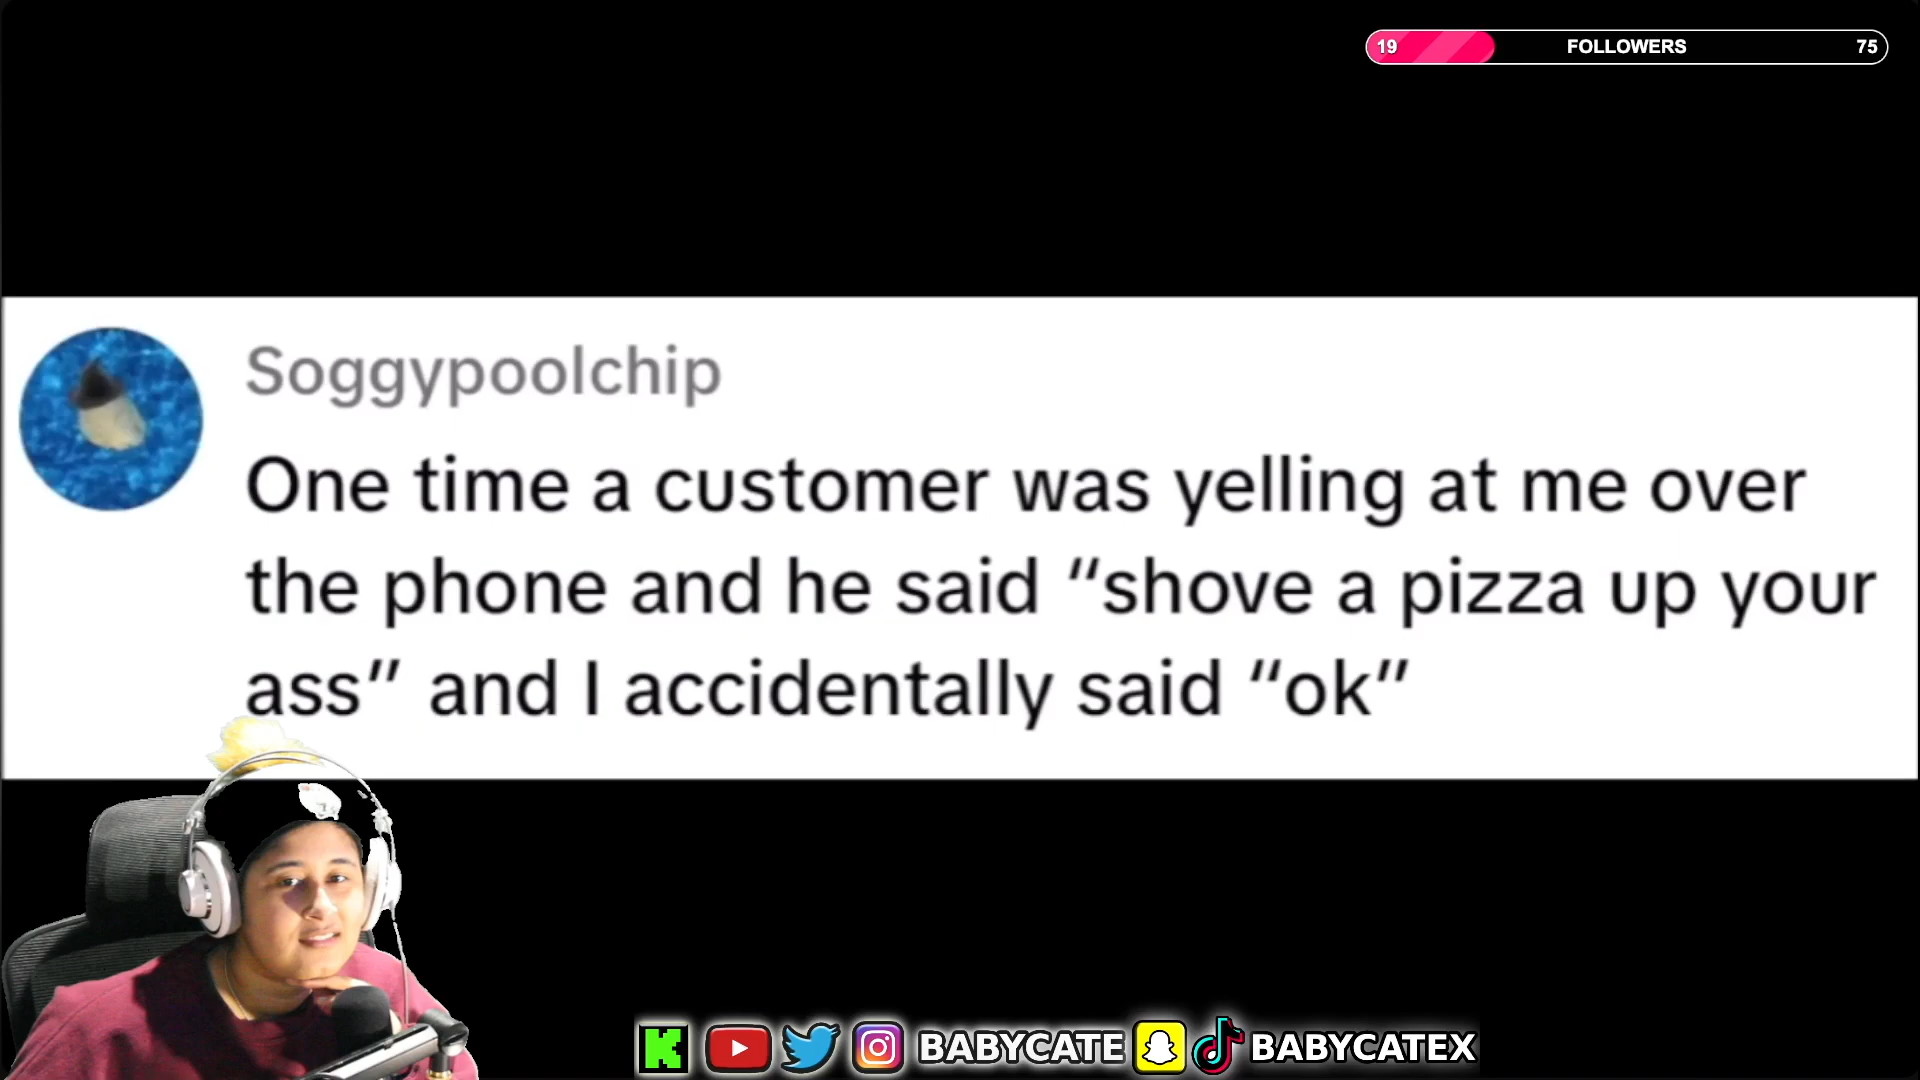 19 FOLLOWERS 75
Soggypoolchip
One time a customer was yelling at me over
the phone and he said “shove a pizza up your
ass” and I accidentally said “ok”
BABYCATE BABYCATEX